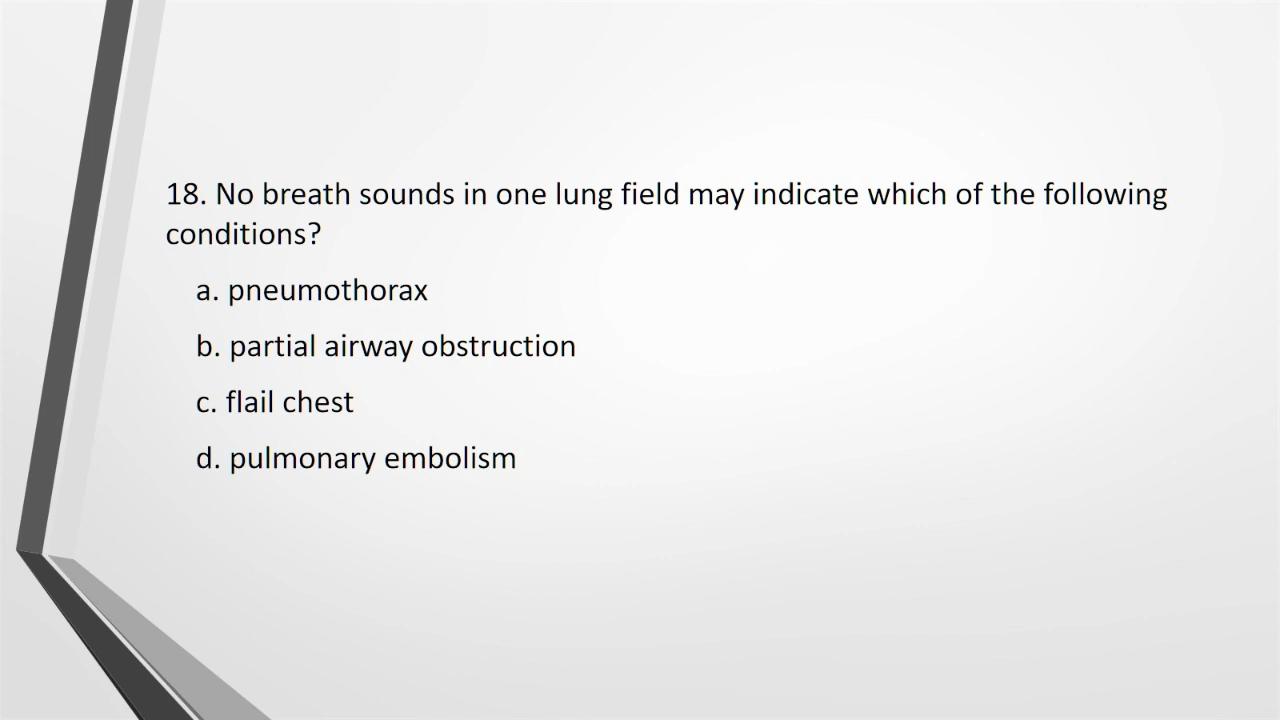 18. No breath sounds in one lung field may indicate which of the following
conditions?
a. pneumothorax
b. partial airway obstruction
c. flail chest
d. pulmonary embolism